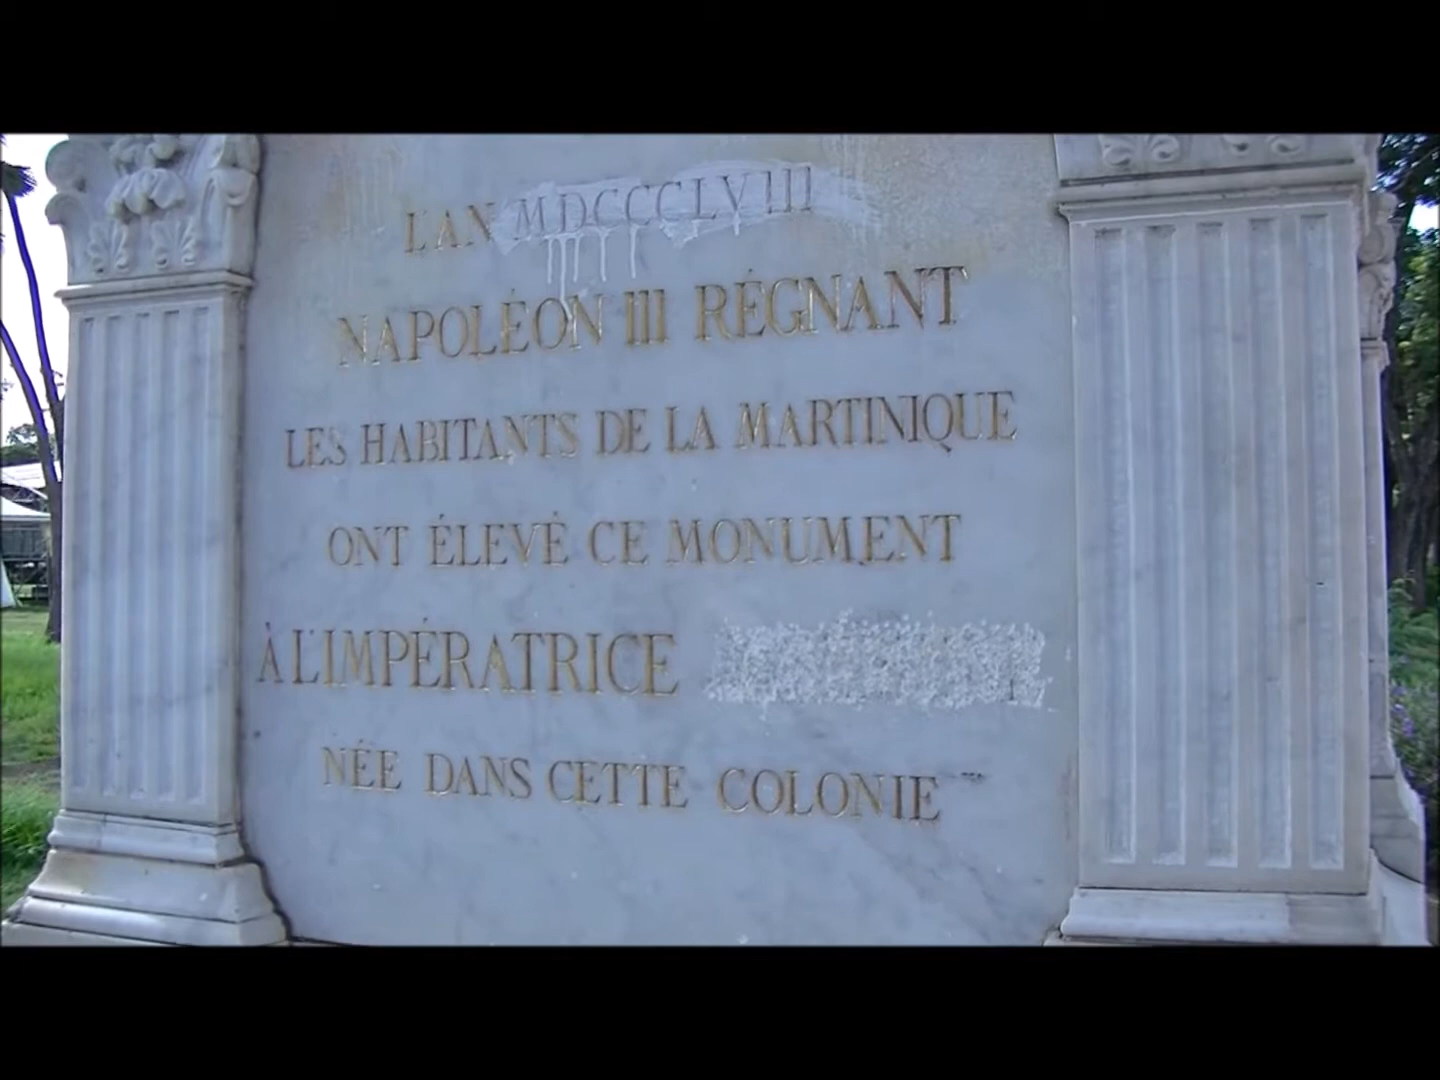 L'AN MDCCCLVIII
NAPOLÉON III RÉGNANT
LES HABITANTS DE LA MARTINIQUE
ONT ÉLEVÉ CE MONUMENT
À L'IMPÉRATRICE
NÉE DANS CETTE COLONIE